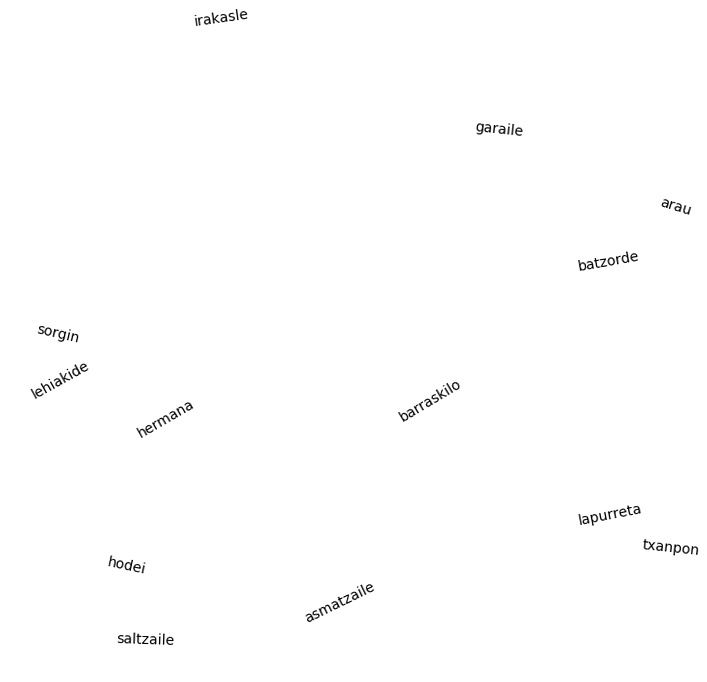 irakasle
garaile
arau
batzorde
sorgin
lehiakide
barraskilo
hermana
lapurreta
txanpon
hodei
asmatzaile
saltzaile